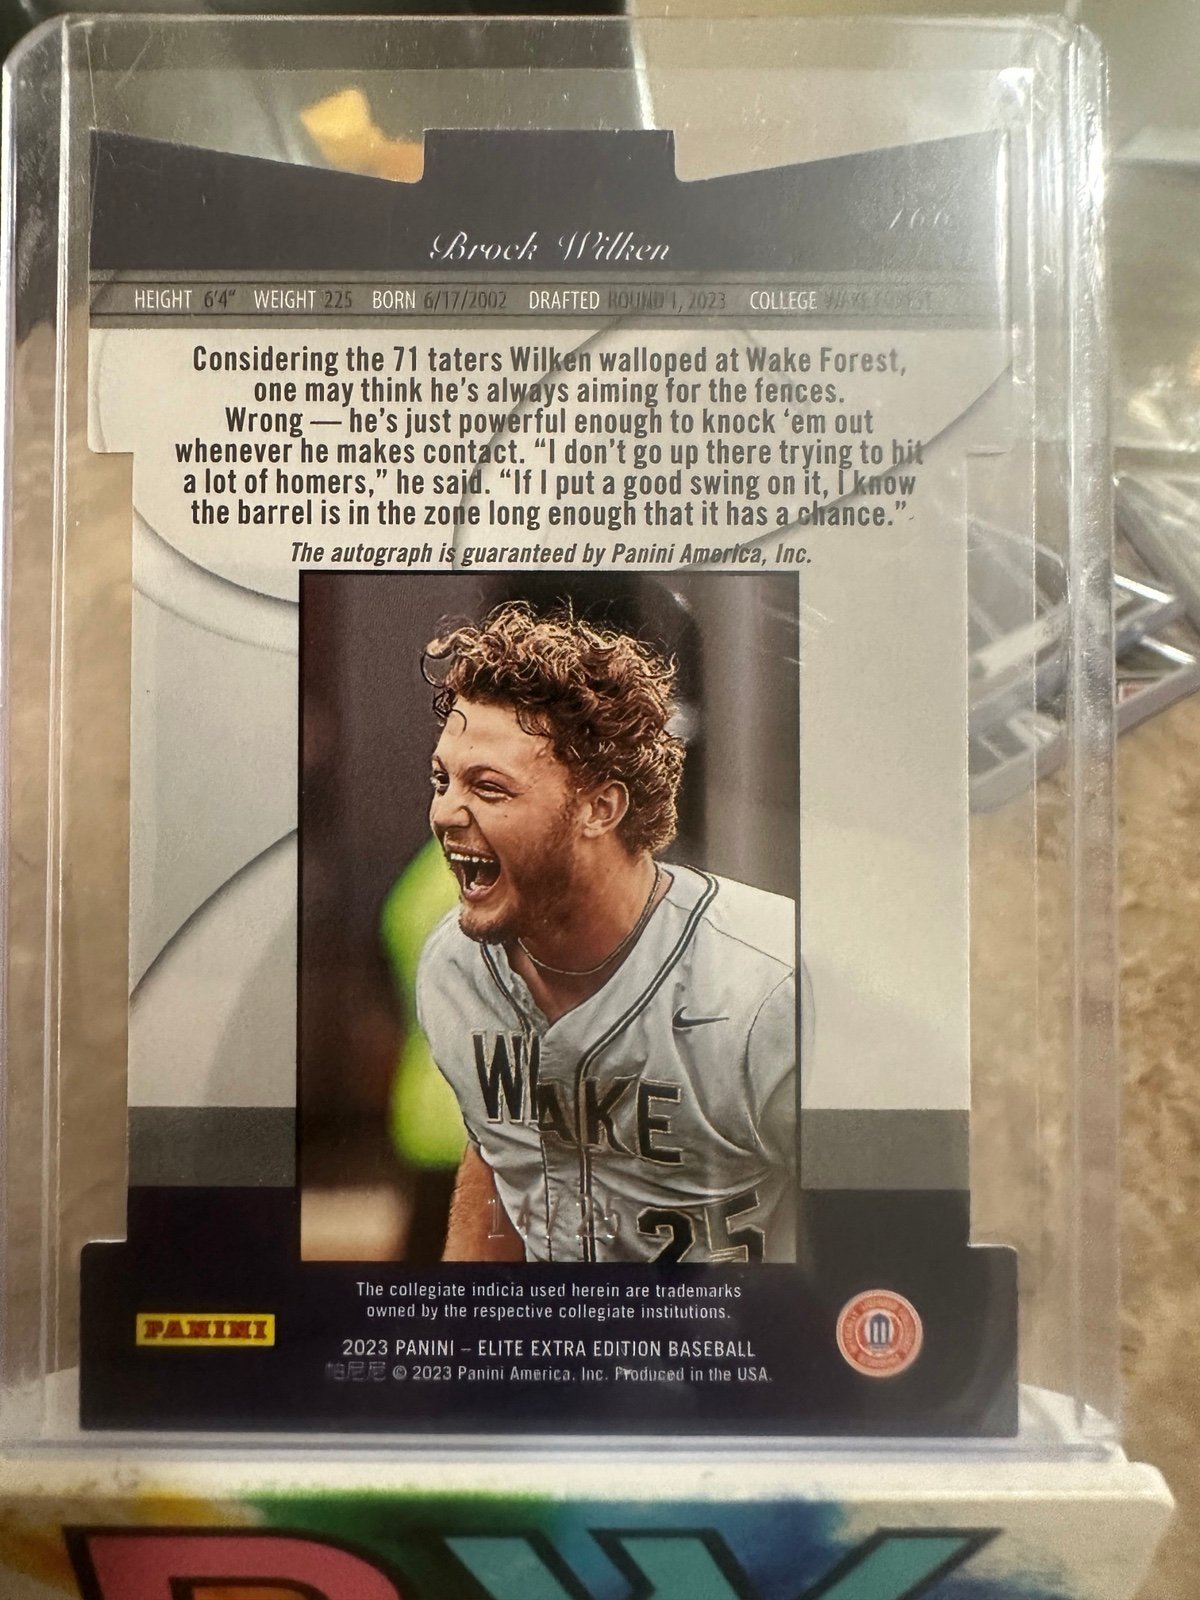 166
Brock Wilken
HEIGHT 6'4" WEIGHT 225 BORN 6/17/2002 DRAFTED ROUND 1, 2023 COLLEGE WAKE FOREST
Considering the 71 taters Wilken walloped at Wake Forest,
one may think he's always aiming for the fences.
Wrong — he's just powerful enough to knock ‘em out
whenever he makes contact. “I don't go up there trying to hit
a lot of homers,” he said. “If I put a good swing on it, I know
the barrel is in the zone long enough that it has a chance.”
The autograph is guaranteed by Panini America, Inc.
WAKE
25
14/25
The collegiate indicia used herein are trademarks
owned by the respective collegiate institutions.
PANINI
2023 PANINI – ELITE EXTRA EDITION BASEBALL
帕尼尼 © 2023 Panini America, Inc. Produced in the USA.